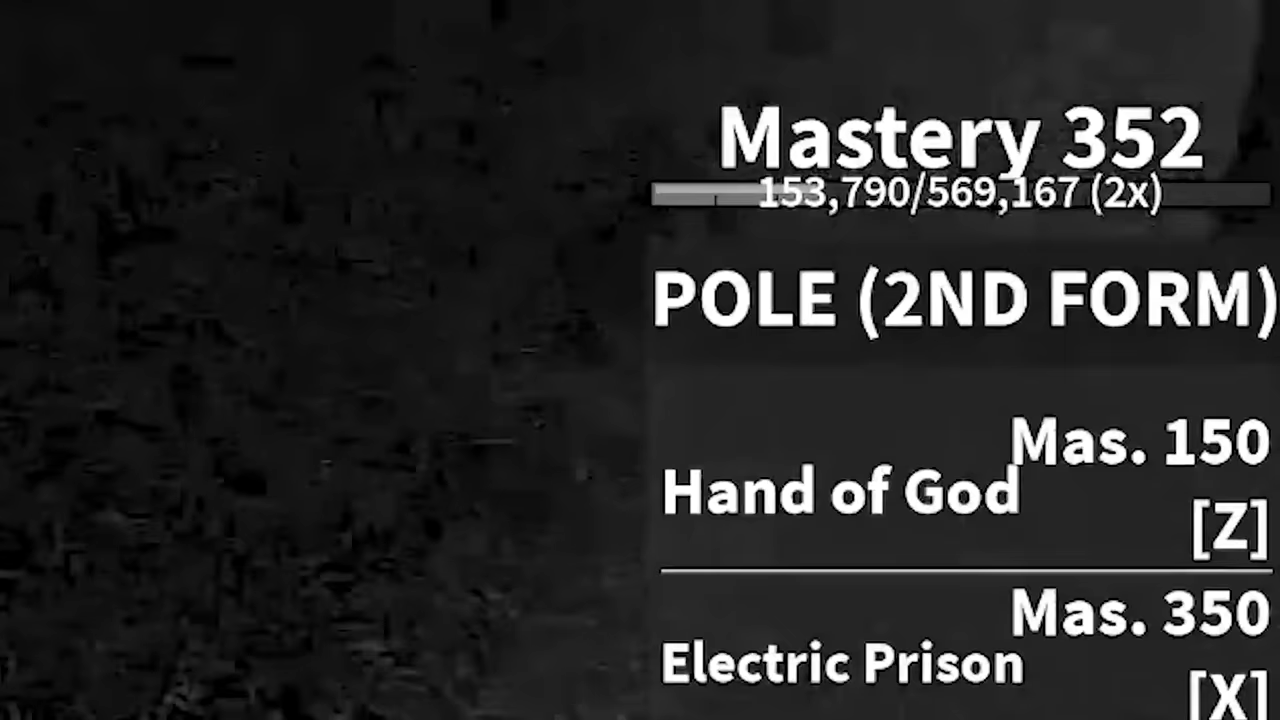 Mastery 352
153,790/569,167 (2x)
POLE (2ND FORM)
Mas. 150
Hand of God
[Z]
Mas. 350
Electric Prison
[X]